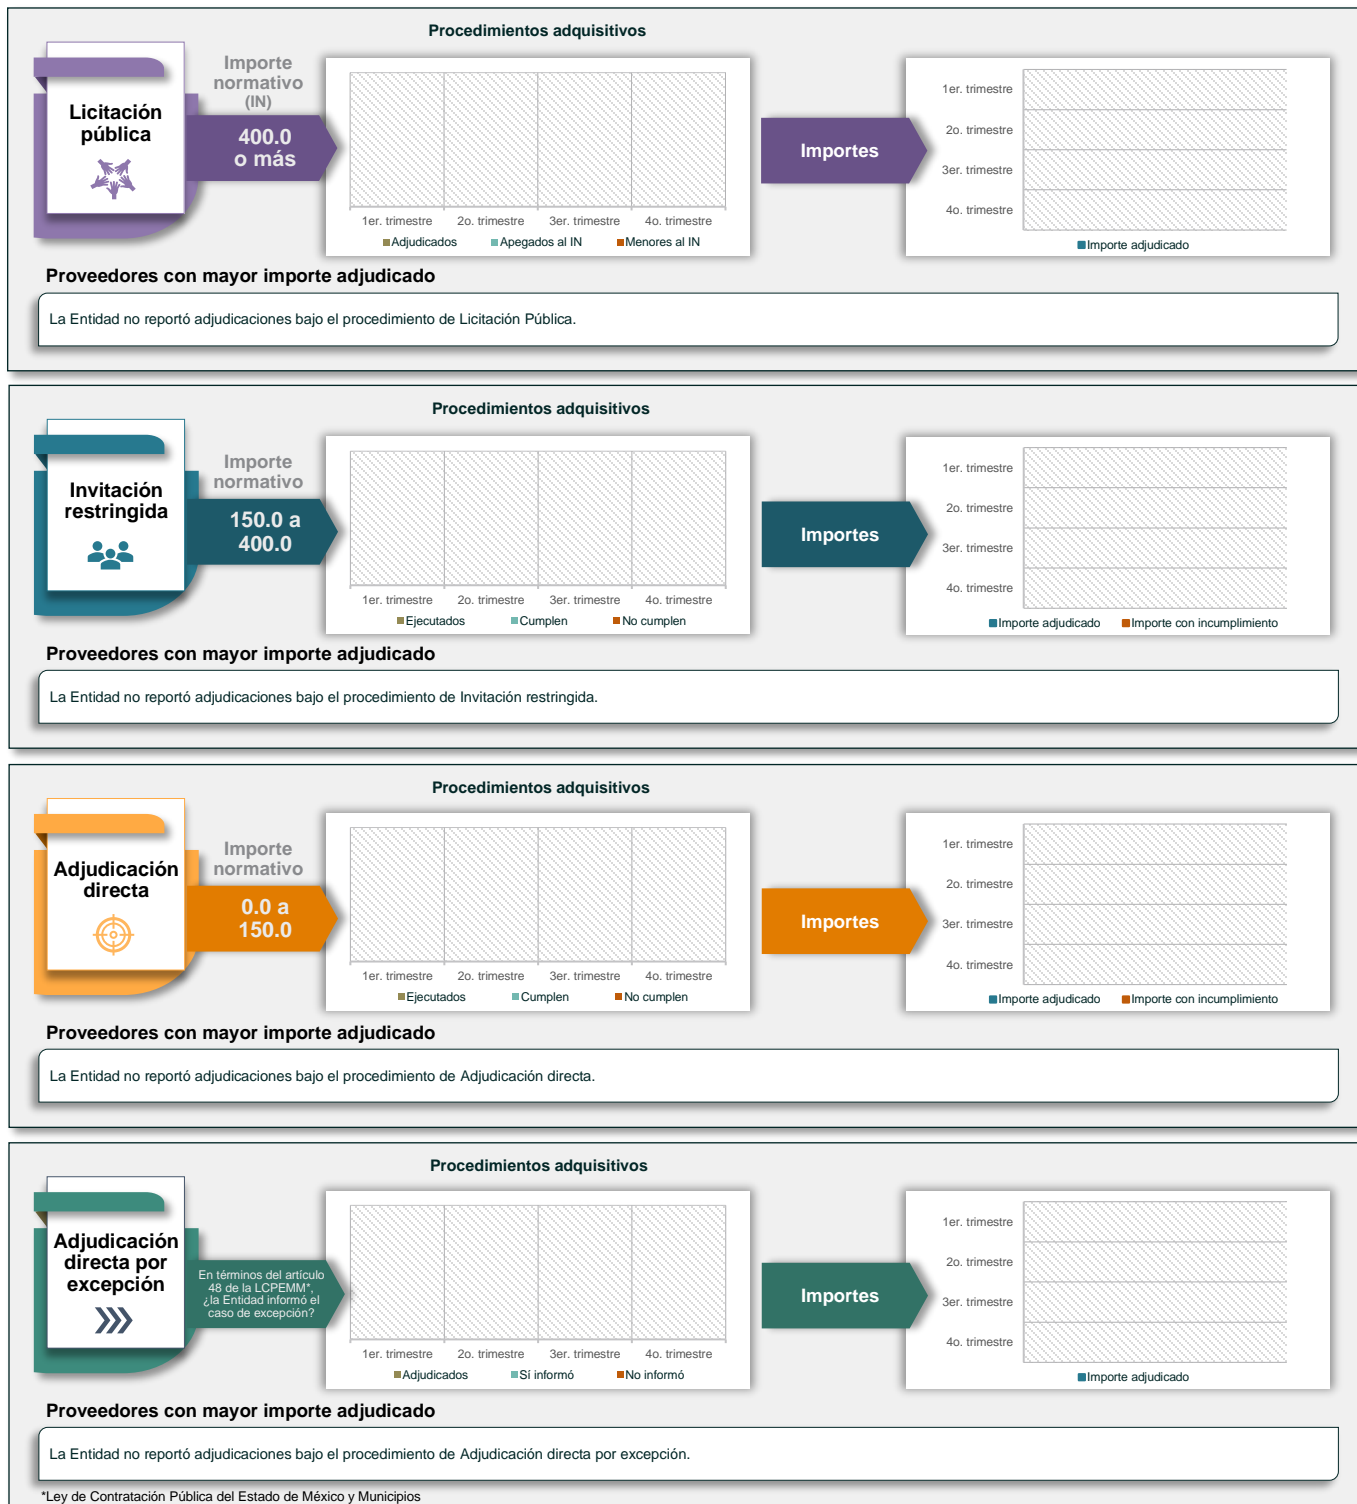 Procedimientos adquisitivos
Licitación
pública
Importe
normativo
(IN)
400.0
o más
1er. trimestre 2o. trimestre 3er. trimestre 4o. trimestre
Adjudicados Apegados al IN Menores al IN
Importes
1er. trimestre
2o. trimestre
3er. trimestre
4o. trimestre
Importe adjudicado
Proveedores con mayor importe adjudicado
La Entidad no reportó adjudicaciones bajo el procedimiento de Licitación Pública.
Procedimientos adquisitivos
Invitación
restringida
Importe
normativo
150.0 a
400.0
1er. trimestre 2o. trimestre 3er. trimestre 4o. trimestre
Ejecutados Cumplen No cumplen
Importes
1er. trimestre
2o. trimestre
3er. trimestre
4o. trimestre
Importe adjudicado Importe con incumplimiento
Proveedores con mayor importe adjudicado
La Entidad no reportó adjudicaciones bajo el procedimiento de Invitación restringida.
Procedimientos adquisitivos
Adjudicación
directa
Importe
normativo
0.0 a
150.0
1er. trimestre 2o. trimestre 3er. trimestre 4o. trimestre
Ejecutados Cumplen No cumplen
Importes
1er. trimestre
2o. trimestre
3er. trimestre
4o. trimestre
Importe adjudicado Importe con incumplimiento
Proveedores con mayor importe adjudicado
La Entidad no reportó adjudicaciones bajo el procedimiento de Adjudicación directa.
Procedimientos adquisitivos
Adjudicación
directa por
excepción
En términos del artículo
48 de la LCPEMM*,
¿la Entidad informó el
caso de excepción?
1er. trimestre 2o. trimestre 3er. trimestre 4o. trimestre
Adjudicados Sí informó No informó
Importes
1er. trimestre
2o. trimestre
3er. trimestre
4o. trimestre
Importe adjudicado
Proveedores con mayor importe adjudicado
La Entidad no reportó adjudicaciones bajo el procedimiento de Adjudicación directa por excepción.
*Ley de Contratación Pública del Estado de México y Municipios